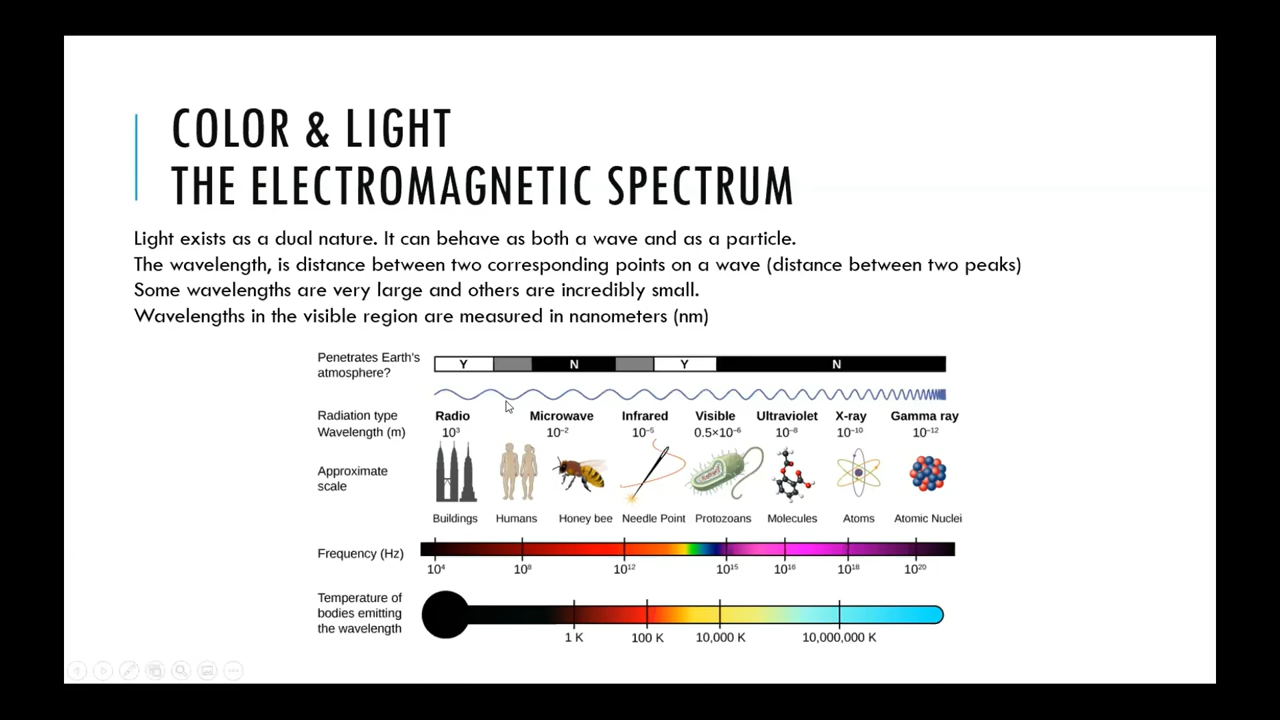 COLOR & LIGHT
THE ELECTROMAGNETIC SPECTRUM
Light exists as a dual nature. It can behave as both a wave and as a particle.
The wavelength, is distance between two corresponding points on a wave (distance between two peaks)
Some wavelengths are very large and others are incredibly small.
Wavelengths in the visible region are measured in nanometers (nm)
Penetrates Earth's
atmosphere?
Y N Y N
Radiation type Radio Microwave Infrared Visible Ultraviolet X-ray Gamma ray
Wavelength (m) 10³ 10⁻² 10⁻⁵ 0.5×10⁻⁶ 10⁻⁸ 10⁻¹⁰ 10⁻¹²
Approximate
scale
Buildings Humans Honey bee Needle Point Protozoans Molecules Atoms Atomic Nuclei
Frequency (Hz)
10⁴ 10⁸ 10¹² 10¹⁵ 10¹⁶ 10¹⁸ 10²⁰
Temperature of
bodies emitting
the wavelength
1 K 100 K 10,000 K 10,000,000 K